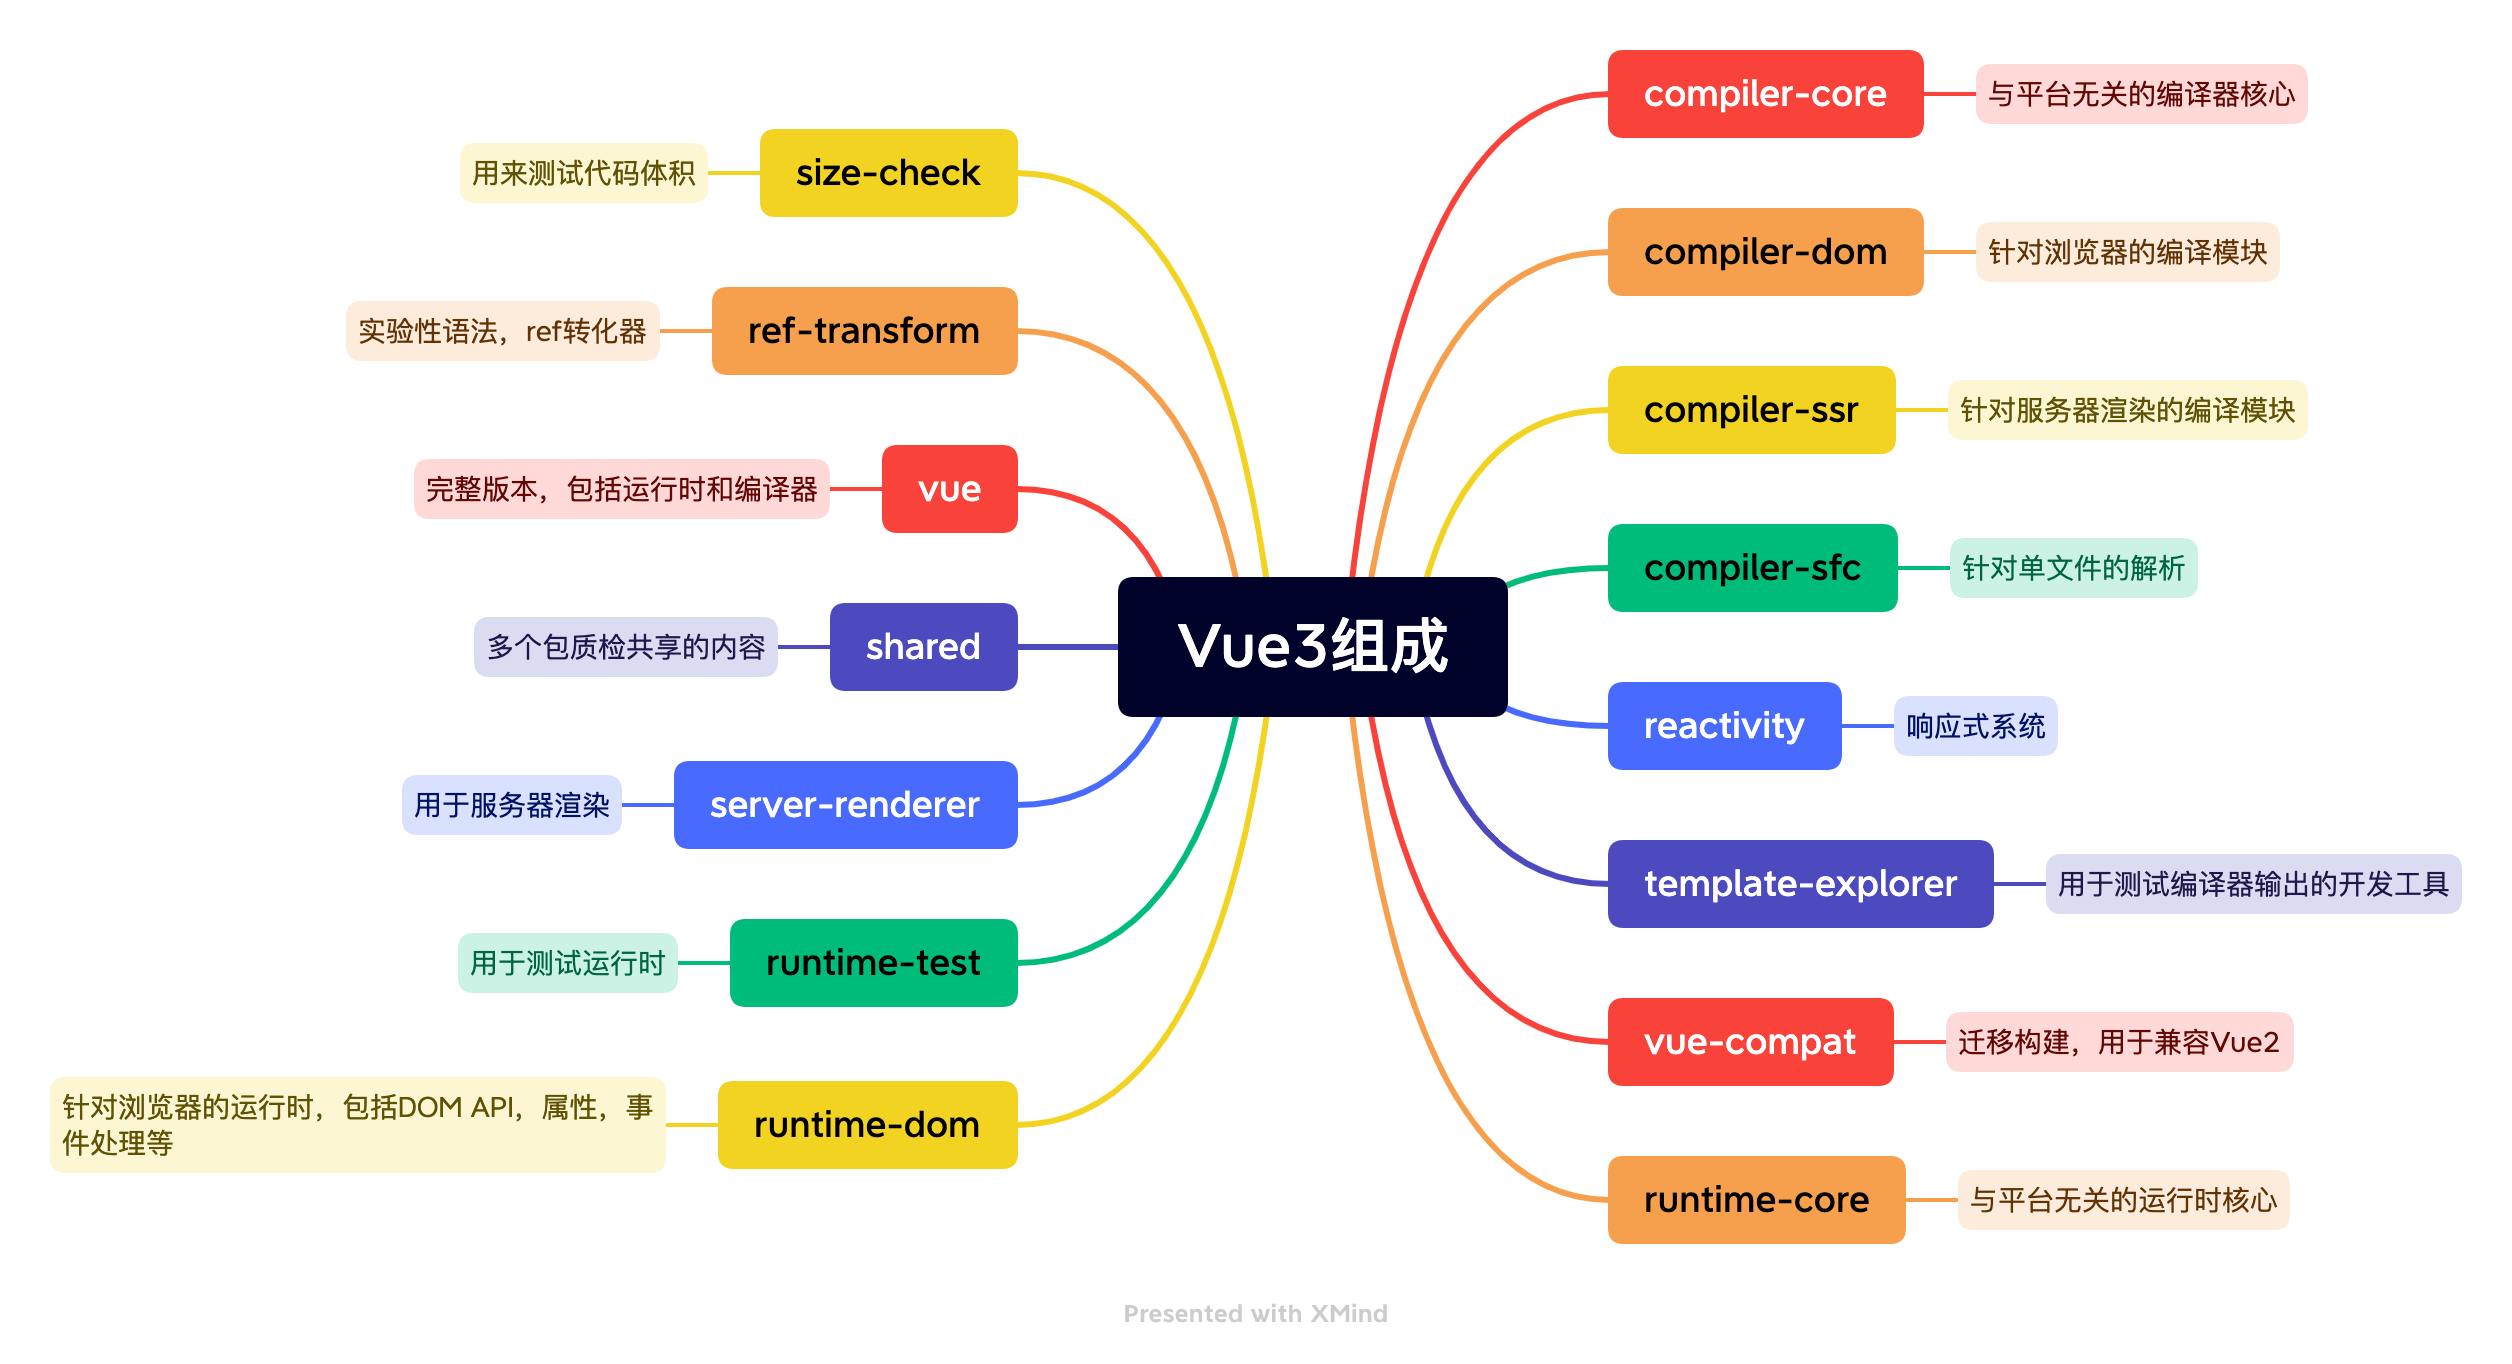 Vue3组成
compiler-core
与平台无关的编译器核心
compiler-dom
针对浏览器的编译模块
compiler-ssr
针对服务器渲染的编译模块
compiler-sfc
针对单文件的解析
reactivity
响应式系统
template-explorer
用于测试编译器输出的开发工具
vue-compat
迁移构建，用于兼容Vue2
runtime-core
与平台无关的运行时核心
size-check
用来测试代码体积
ref-transform
实验性语法，ref转化器
vue
完整版本，包括运行时和编译器
shared
多个包质检共享的内容
server-renderer
用于服务器渲染
runtime-test
用于测试运行时
runtime-dom
针对浏览器的运行时，包括DOM API，属性，事
件处理等
Presented with XMind